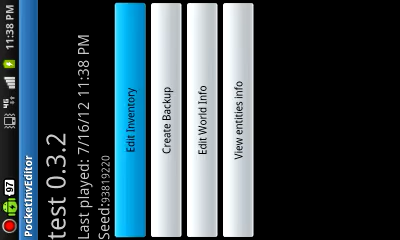 97
4G
11:38 PM
PocketInvEditor
test 0.3.2
Last played: 7/16/12 11:38 PM
Seed:93819220
Edit Inventory
Create Backup
Edit World Info
View entities info